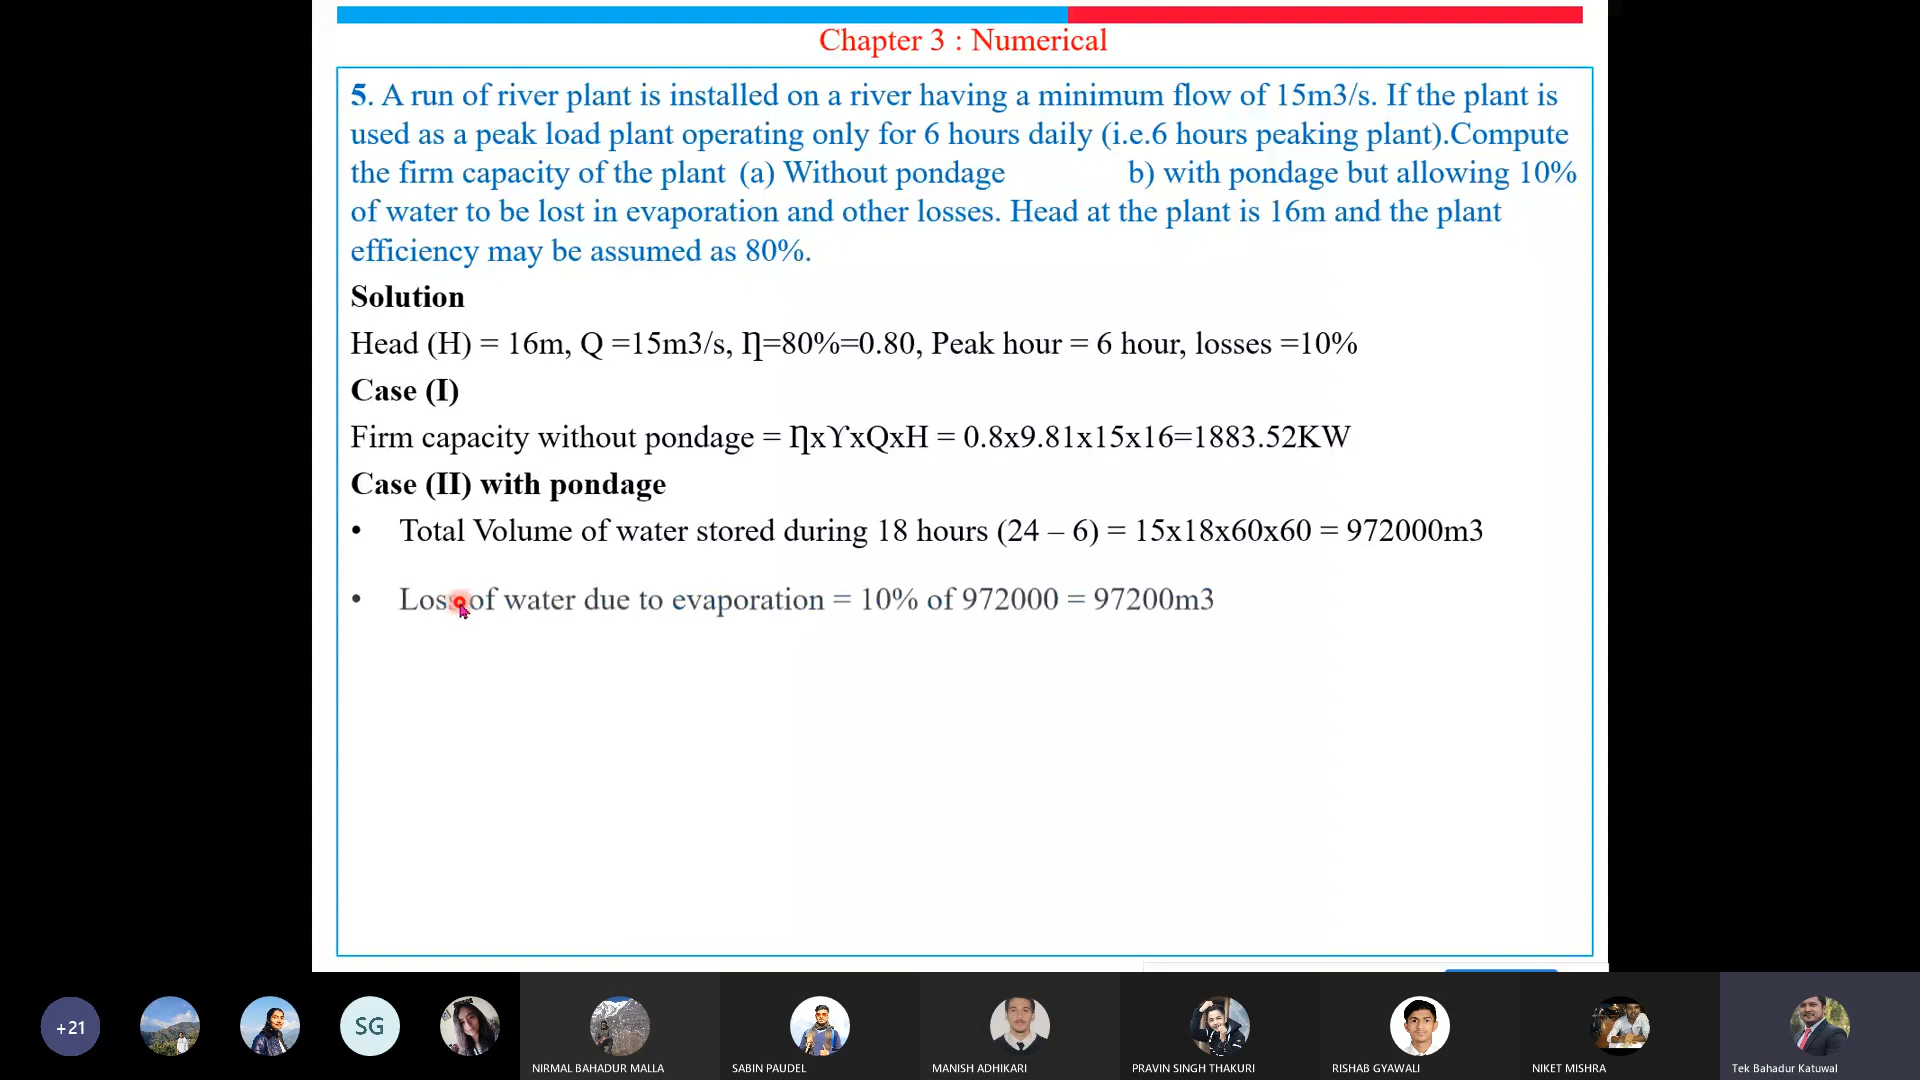 Chapter 3 : Numerical
5. A run of river plant is installed on a river having a minimum flow of 15m3/s. If the plant is
used as a peak load plant operating only for 6 hours daily (i.e.6 hours peaking plant).Compute
the firm capacity of the plant (a) Without pondage b) with pondage but allowing 10%
of water to be lost in evaporation and other losses. Head at the plant is 16m and the plant
efficiency may be assumed as 80%.
Solution
Head (H) = 16m, Q =15m3/s, Ƞ=80%=0.80, Peak hour = 6 hour, losses =10%
Case (I)
Firm capacity without pondage = ȠxϒxQxH = 0.8x9.81x15x16=1883.52KW
Case (II) with pondage
• Total Volume of water stored during 18 hours (24 – 6) = 15x18x60x60 = 972000m3
• Loss of water due to evaporation = 10% of 972000 = 97200m3
+21
SG
NIRMAL BAHADUR MALLA
SABIN PAUDEL
MANISH ADHIKARI
PRAVIN SINGH THAKURI
RISHAB GYAWALI
NIKET MISHRA
Tek Bahadur Katuwal